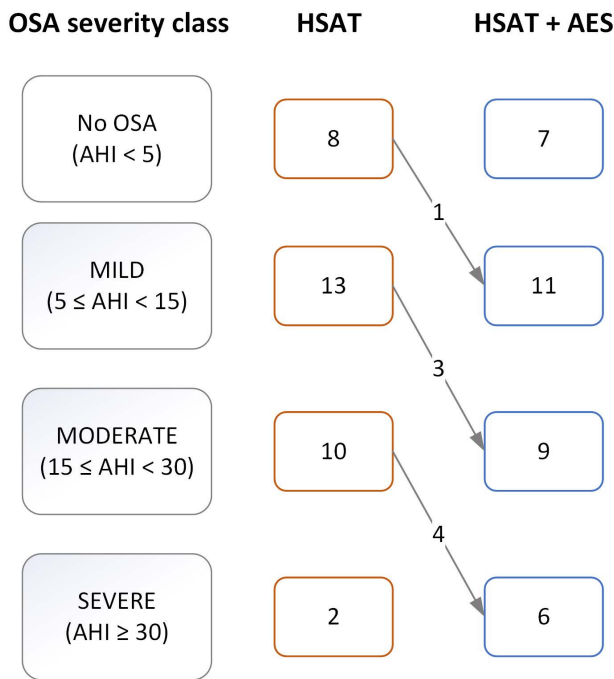 OSA severity class HSAT HSAT + AES
No OSA
(AHI < 5)
8
7
1
MILD
(5 ≤ AHI < 15)
13
11
3
MODERATE
(15 ≤ AHI < 30)
10
9
4
SEVERE
(AHI ≥ 30)
2
6